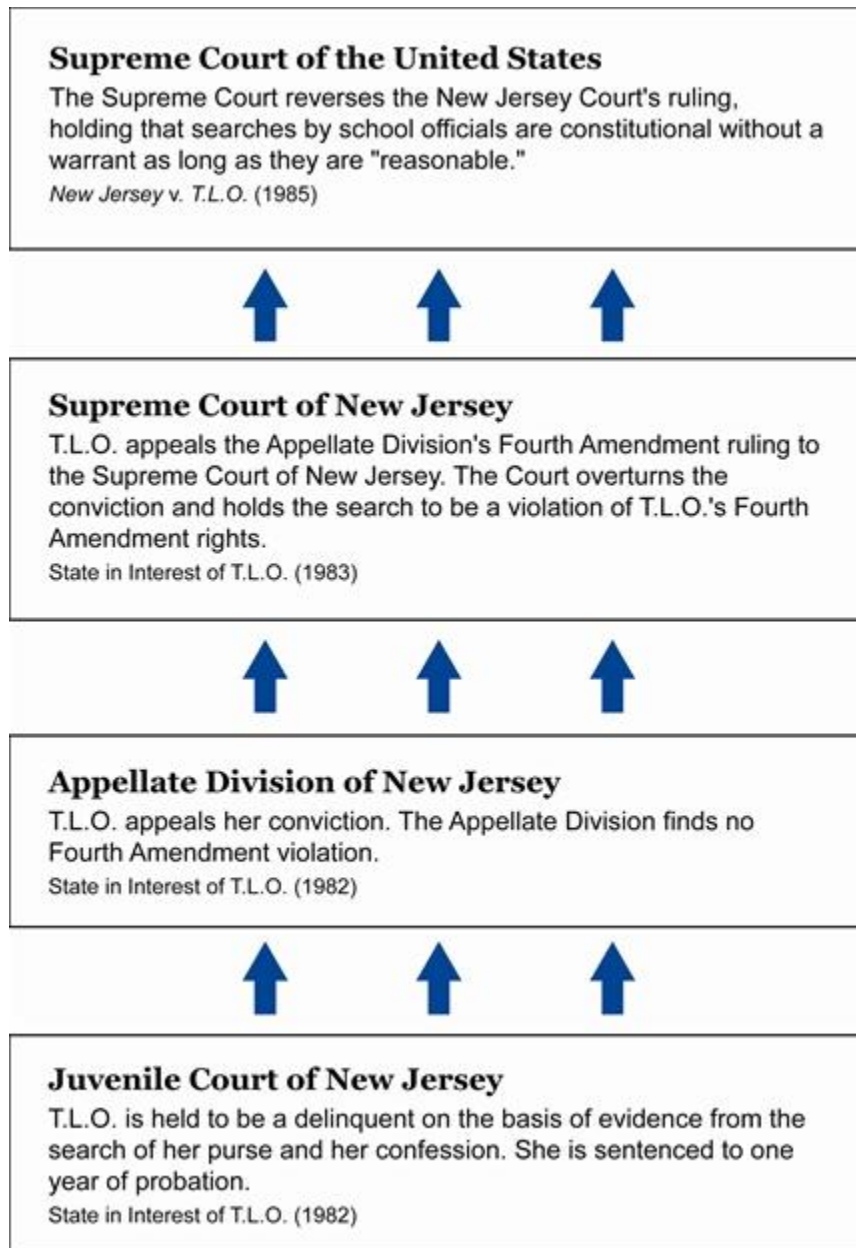 Supreme Court of the United States
The Supreme Court reverses the New Jersey Court's ruling,
holding that searches by school officials are constitutional without a
warrant as long as they are "reasonable."
New Jersey v. T.L.O. (1985)
Supreme Court of New Jersey
T.L.O. appeals the Appellate Division's Fourth Amendment ruling to
the Supreme Court of New Jersey. The Court overturns the
conviction and holds the search to be a violation of T.L.O.'s Fourth
Amendment rights.
State in Interest of T.L.O. (1983)
Appellate Division of New Jersey
T.L.O. appeals her conviction. The Appellate Division finds no
Fourth Amendment violation.
State in Interest of T.L.O. (1982)
Juvenile Court of New Jersey
T.L.O. is held to be a delinquent on the basis of evidence from the
search of her purse and her confession. She is sentenced to one
year of probation.
State in Interest of T.L.O. (1982)